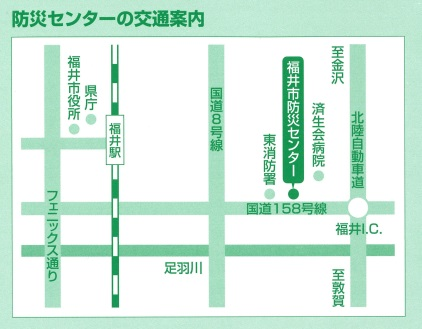 防災センターの交通案内
至金沢
北陸自動車道
済生会病院
福井市防災センター
東消防署
国道8号線
福井駅
県庁
福井市役所
フェニックス通り
国道158号線
福井I.C.
足羽川
至敦賀